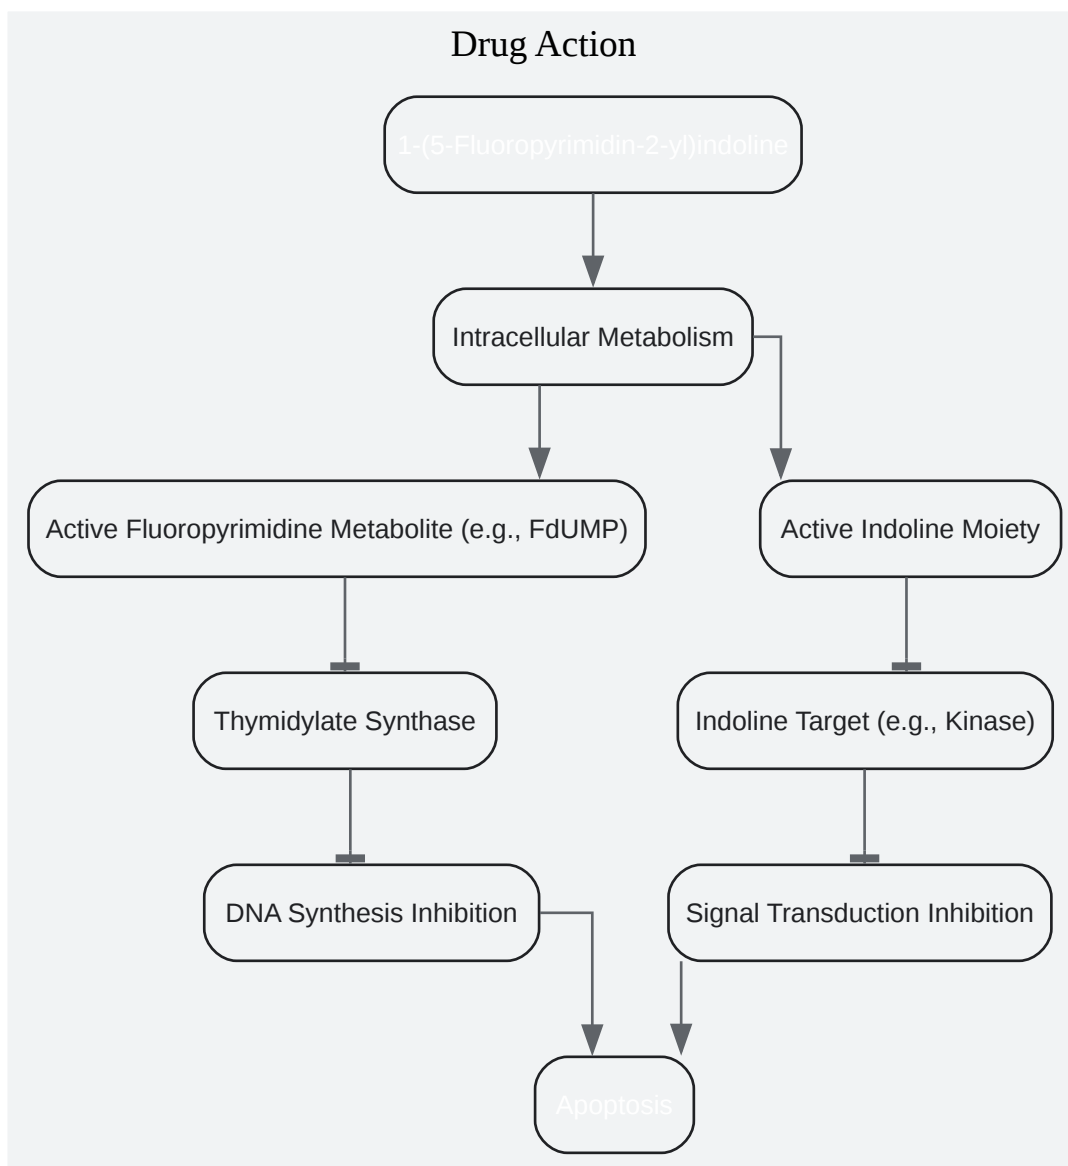 Drug Action
1-(5-Fluoropyrimidin-2-yl)indoline
Intracellular Metabolism
Active Fluoropyrimidine Metabolite (e.g., FdUMP)
Active Indoline Moiety
Thymidylate Synthase
Indoline Target (e.g., Kinase)
DNA Synthesis Inhibition
Signal Transduction Inhibition
Apoptosis